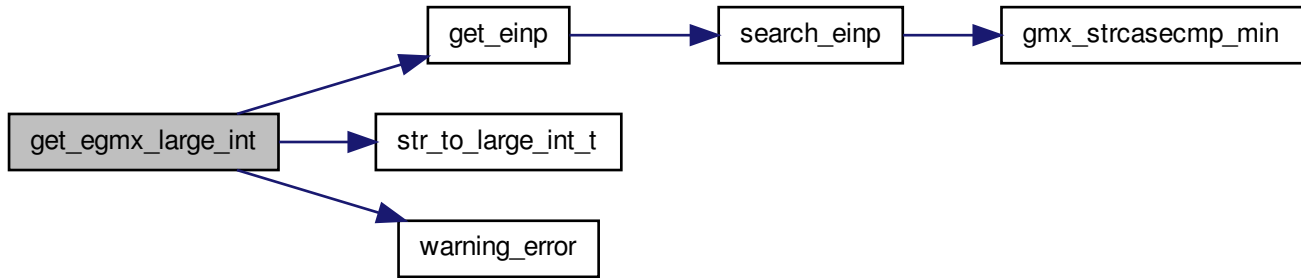 get_einp
search_einp
gmx_strcasecmp_min
get_egmx_large_int
str_to_large_int_t
warning_error